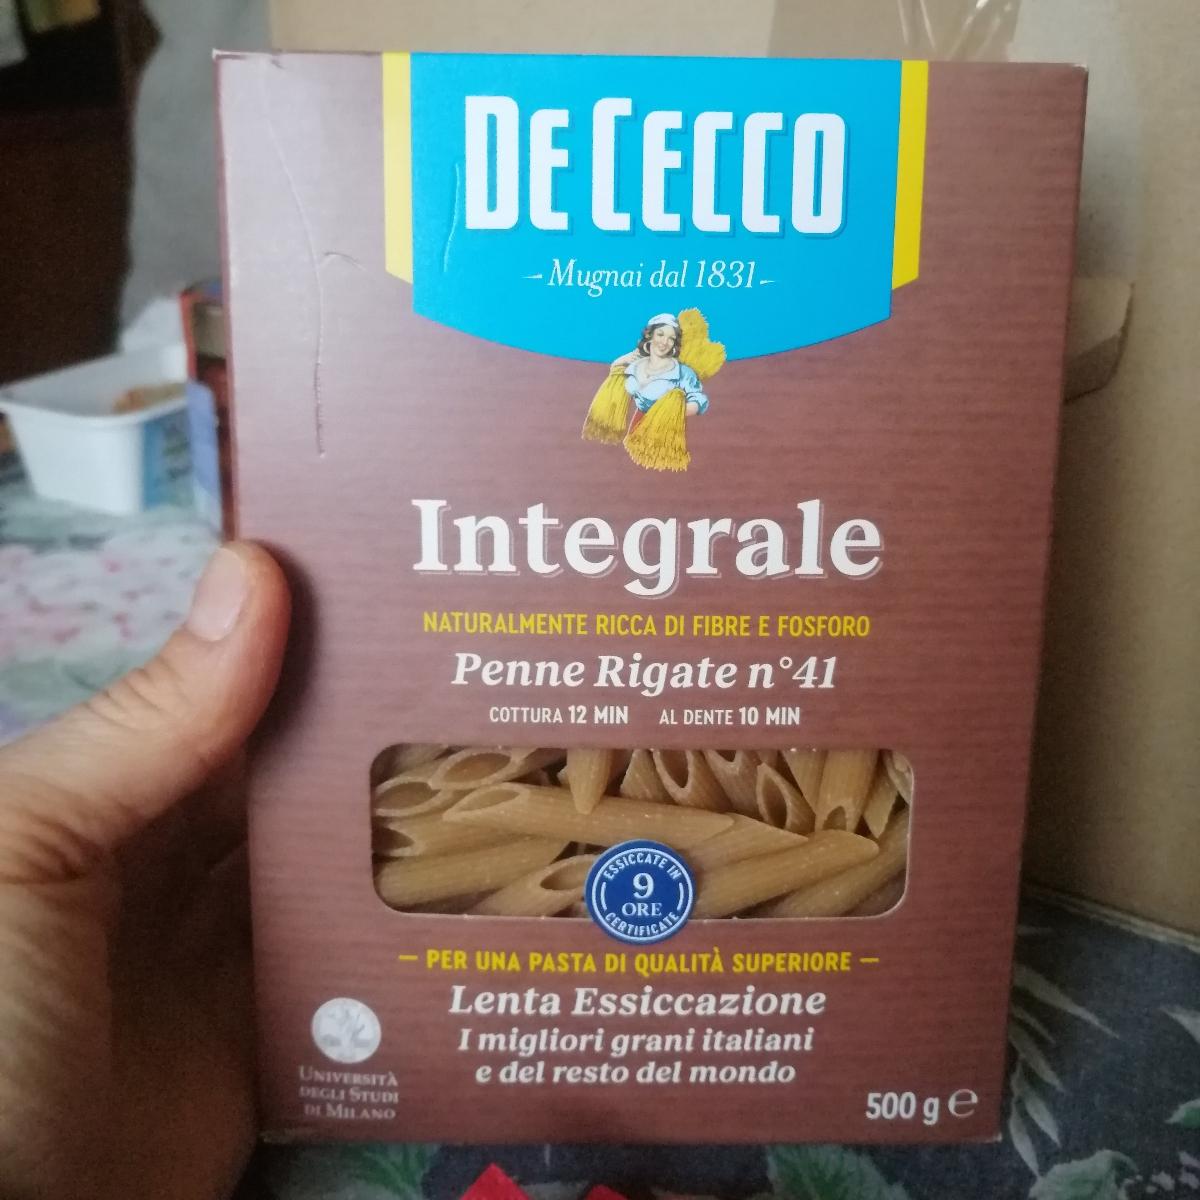 DE CECCO
Mugnai dal 1831
Integrale
NATURALMENTE RICCA DI FIBRE E FOSFORO
Penne Rigate n°41
COTTURA 12 MIN AL DENTE 10 MIN
ESSICCATE IN
9
ORE
CERTIFICATE
— PER UNA PASTA DI QUALITÀ SUPERIORE —
Lenta Essiccazione
I migliori grani italiani
e del resto del mondo
UNIVERSITÀ
DEGLI STUDI
DI MILANO
500 g ℮